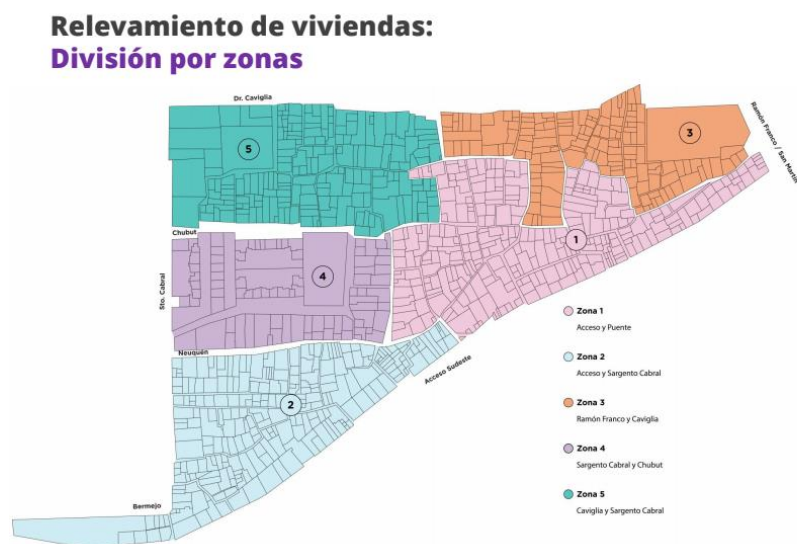 Relevamiento de viviendas:
División por zonas
Dr. Caviglia
5
3
Ramón Franco / San Martín
Chubut
1
4
Sto. Cabral
Zona 1
Acceso y Puente
Neuquén
Acceso Sudeste
Zona 2
Acceso y Sargento Cabral
2
Zona 3
Ramón Franco y Caviglia
Zona 4
Sargento Cabral y Chubut
Zona 5
Caviglia y Sargento Cabral
Bermejo